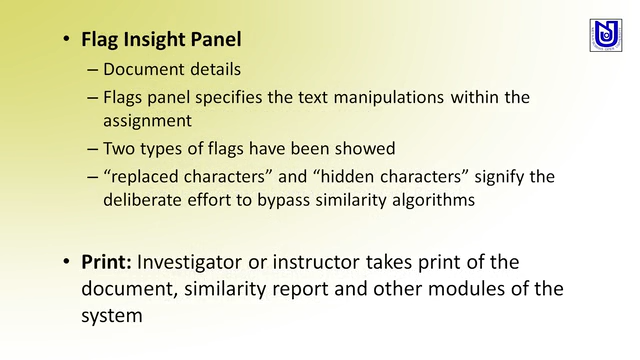 • Flag Insight Panel
– Document details
– Flags panel specifies the text manipulations within the
assignment
– Two types of flags have been showed
– “replaced characters” and “hidden characters” signify the
deliberate effort to bypass similarity algorithms
• Print: Investigator or instructor takes print of the
document, similarity report and other modules of the
system